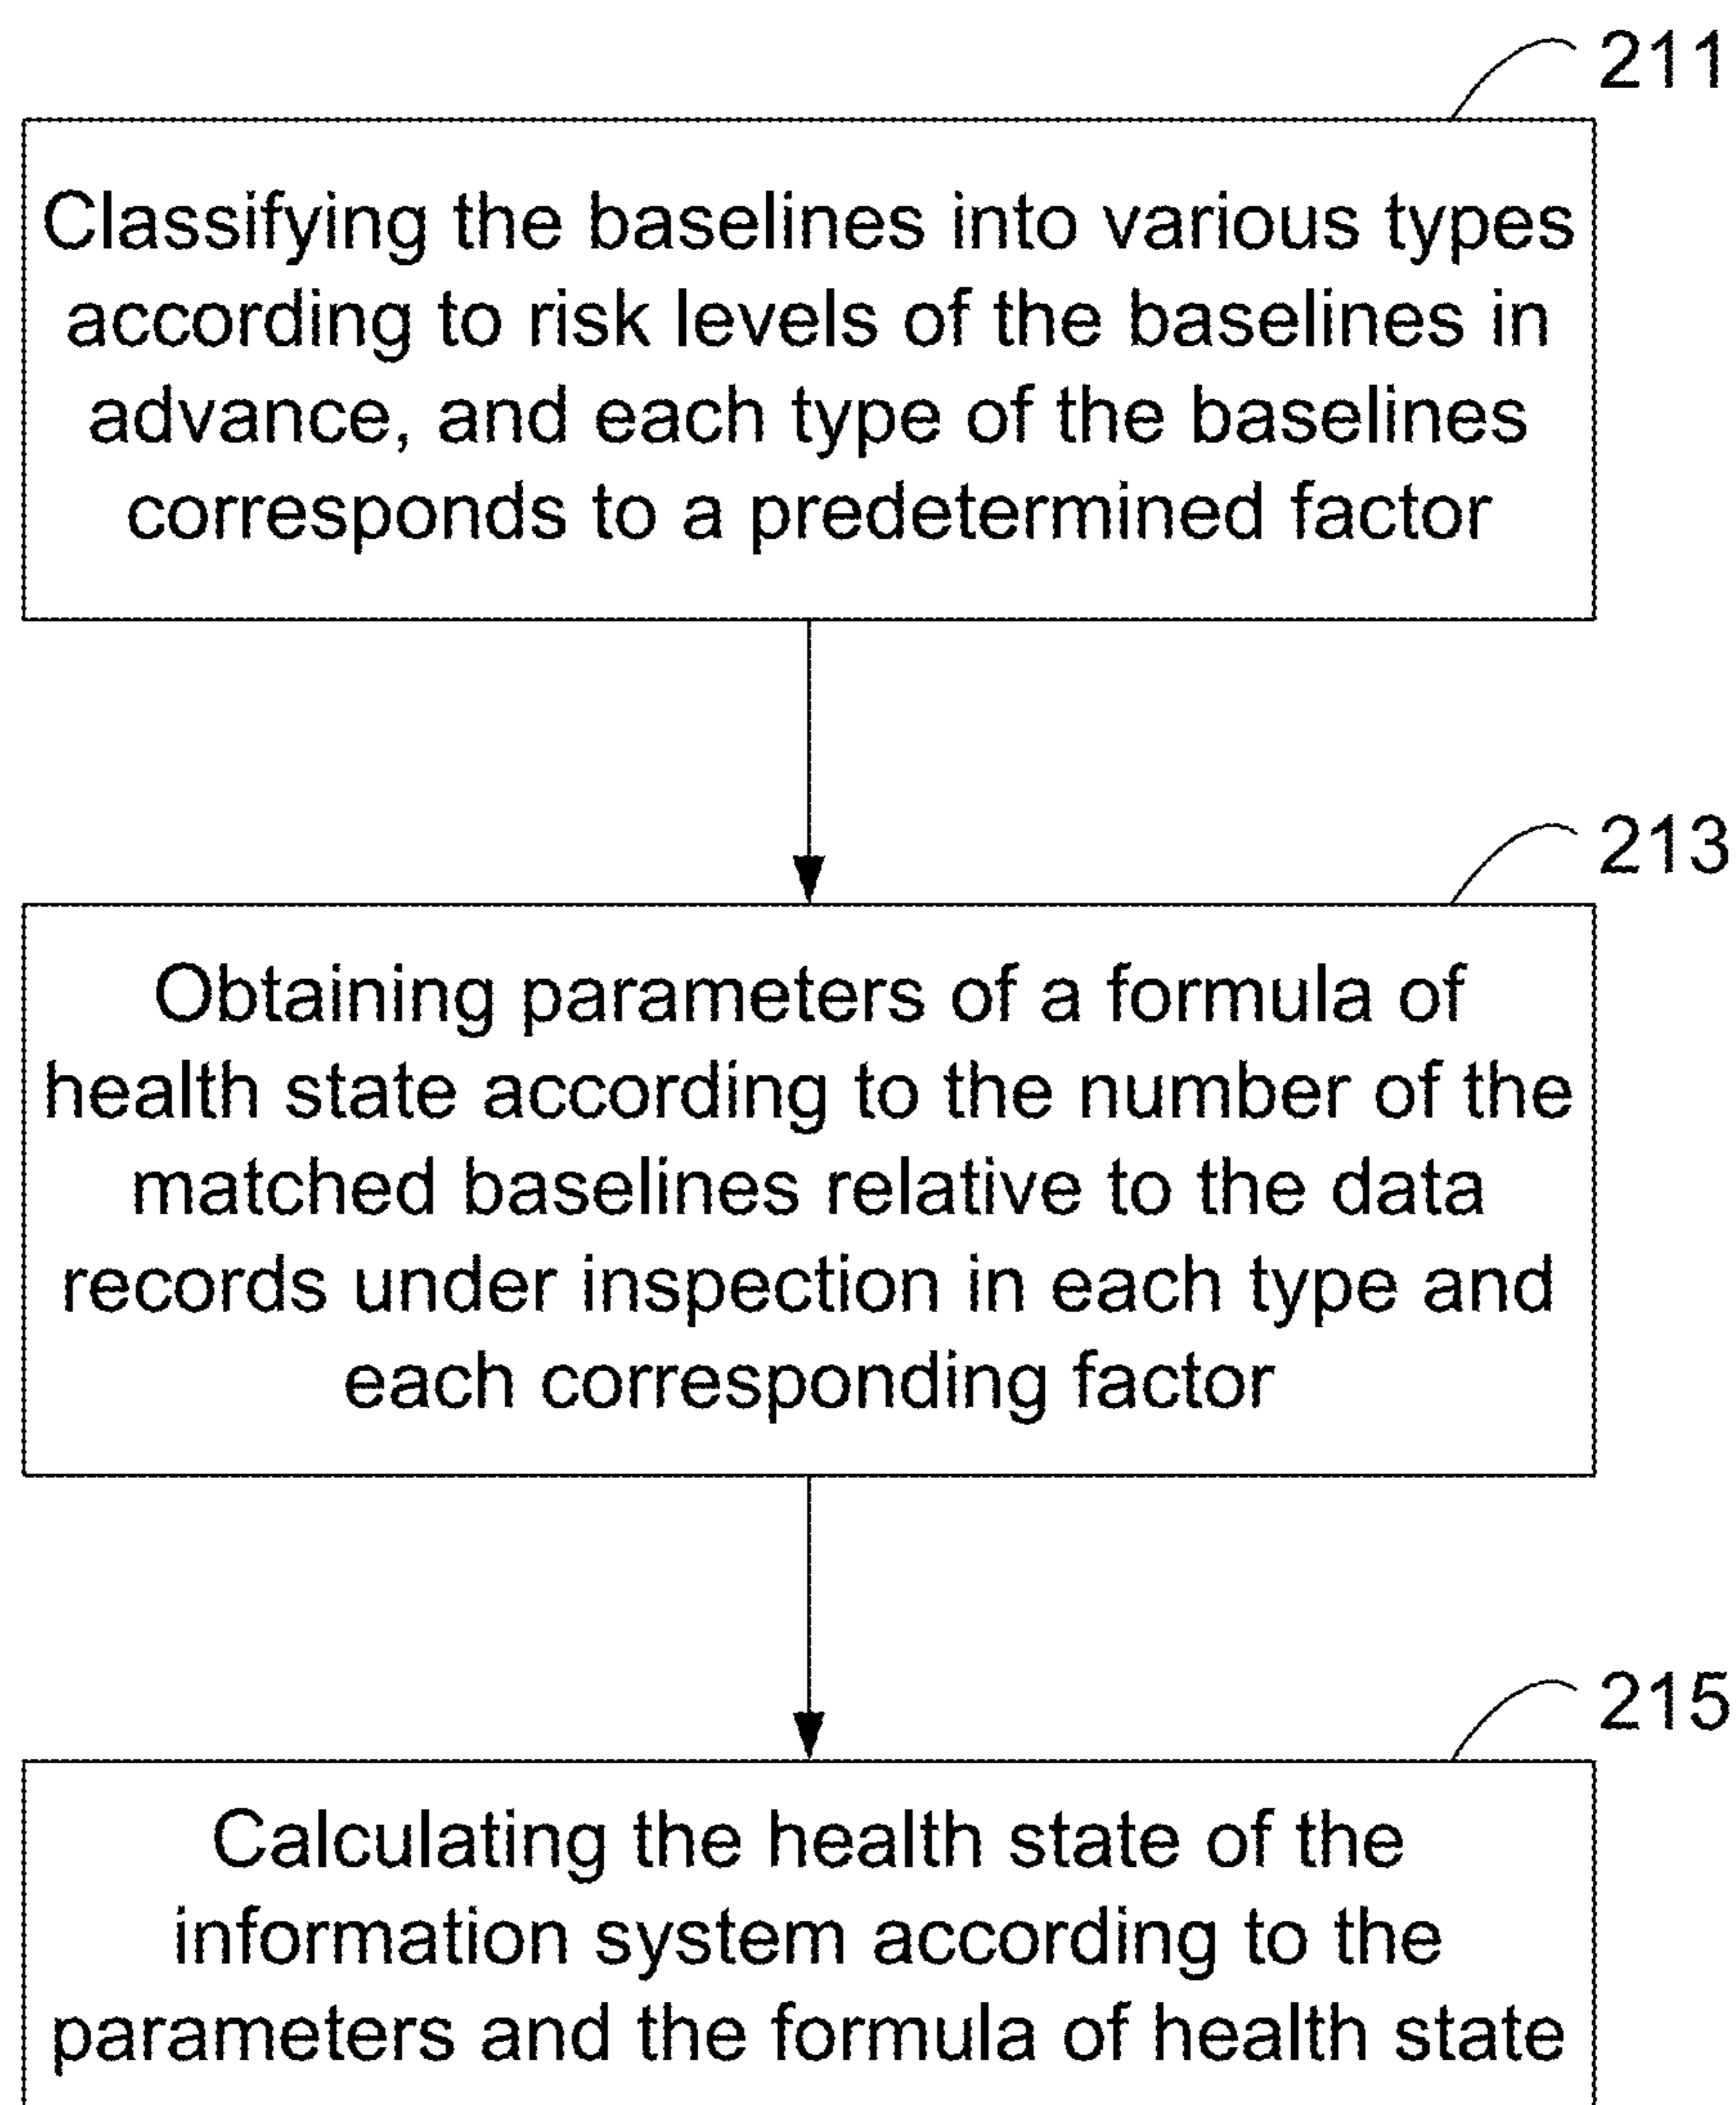 211
Classifying the baselines into various types
according to risk levels of the baselines in
advance, and each type of the baselines
corresponds to a predetermined factor
213
Obtaining parameters of a formula of
health state according to the number of the
matched baselines relative to the data
records under inspection in each type and
each corresponding factor
215
Calculating the health state of the
information system according to the
parameters and the formula of health state